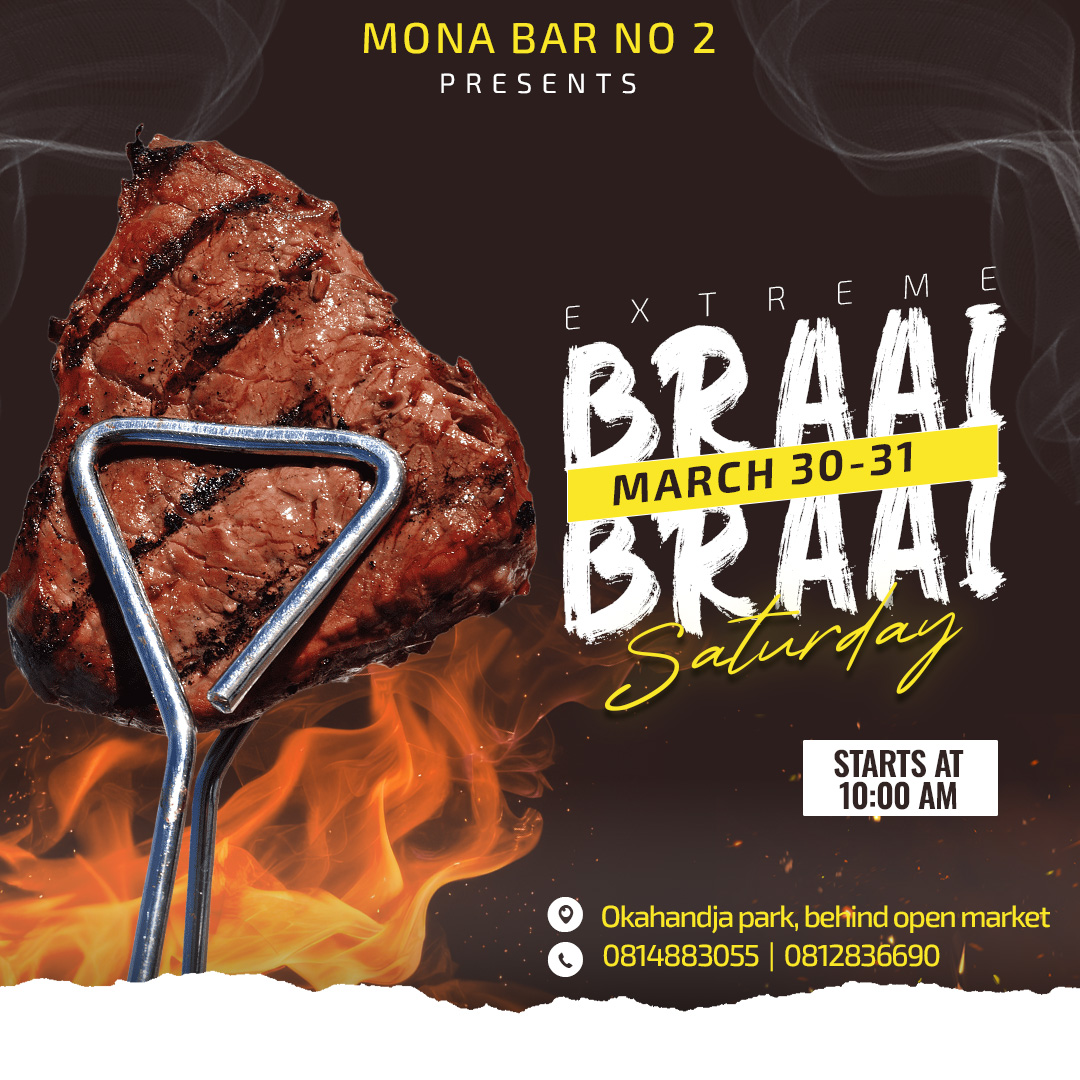 MONA BAR NO 2
PRESENTS
EXTREME
BRAAI
MARCH 30-31
BRAAI
Saturday
STARTS AT
10:00 AM
Okahandja park, behind open market
0814883055 | 0812836690